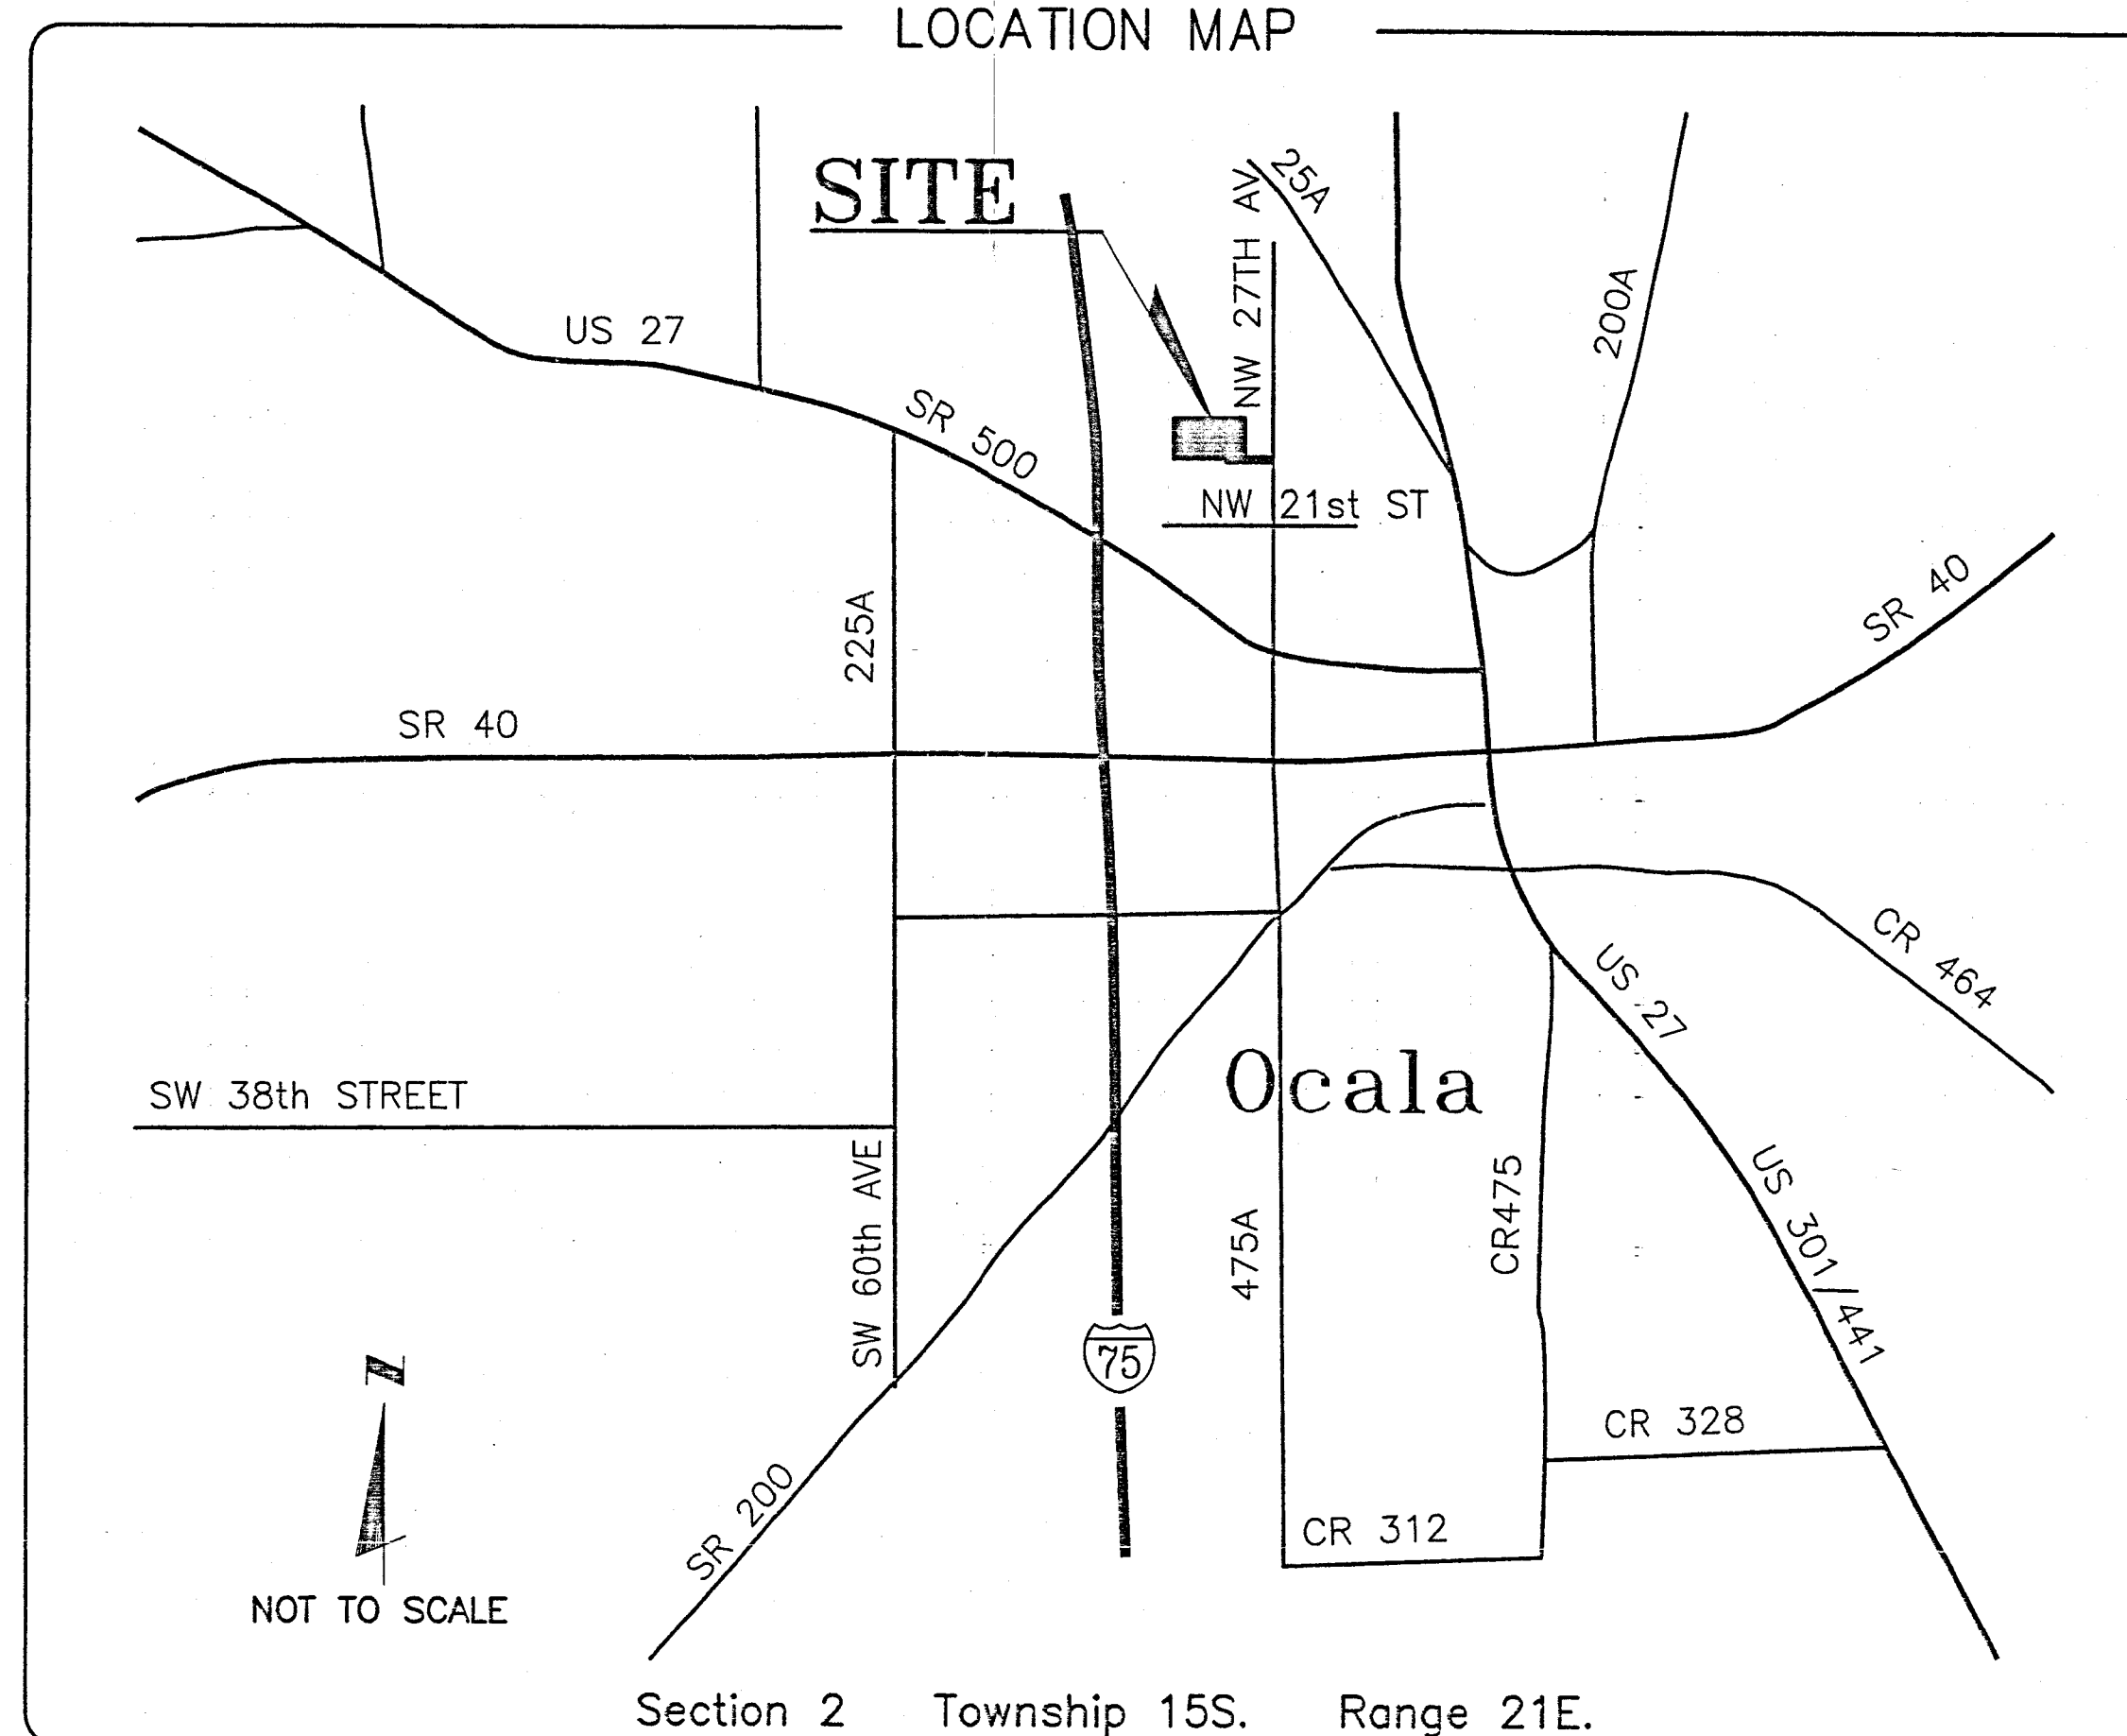 LOCATION MAP
SITE
NW 27TH AV
25A
200A
US 27
SR 500
NW 21st ST
225A
SR 40
SR 40
CR 464
US 27
Ocala
SW 38th STREET
SW 60th AVE
475A
CR475
US 301/441
75
N
CR 328
SR 200
CR 312
NOT TO SCALE
Section 2 Township 15S. Range 21E.